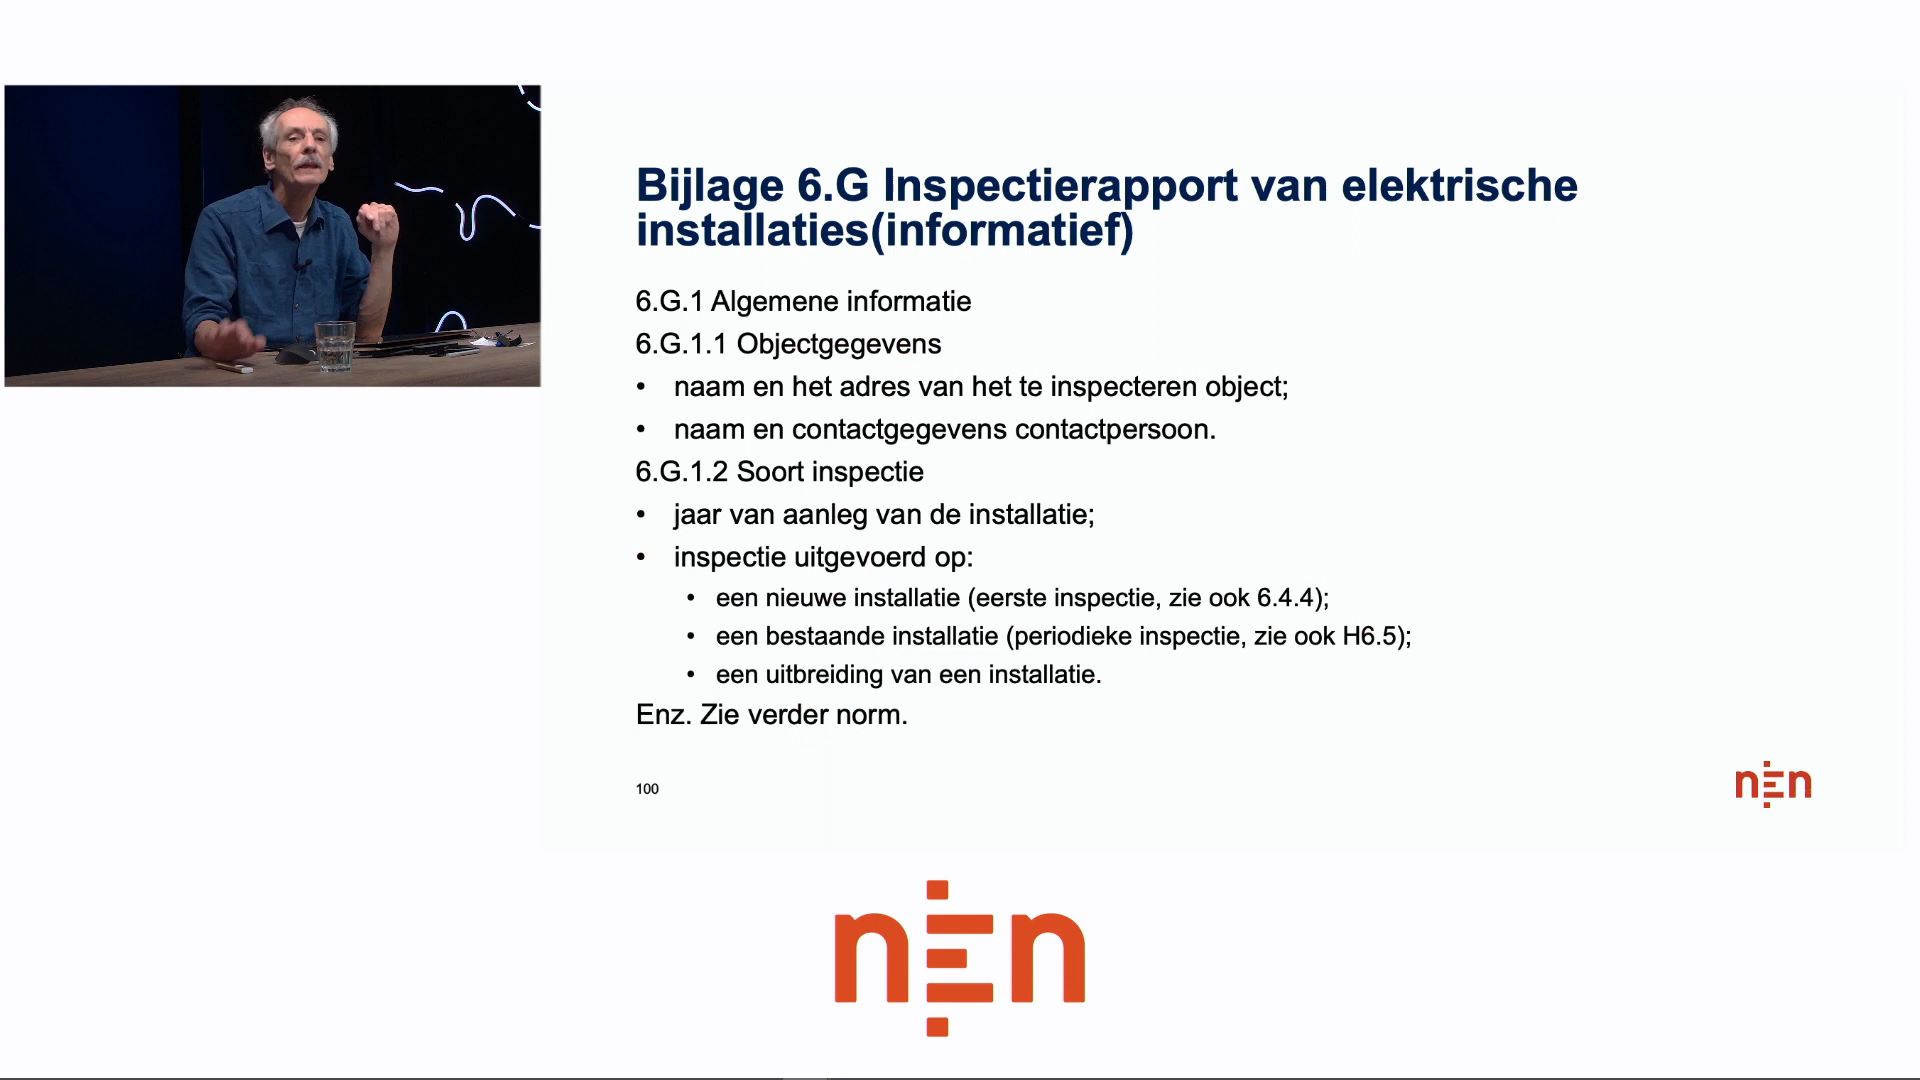 Bijlage 6.G Inspectierapport van elektrische
installaties(informatief)
6.G.1 Algemene informatie
6.G.1.1 Objectgegevens
• naam en het adres van het te inspecteren object;
• naam en contactgegevens contactpersoon.
6.G.1.2 Soort inspectie
• jaar van aanleg van de installatie;
• inspectie uitgevoerd op:
• een nieuwe installatie (eerste inspectie, zie ook 6.4.4);
• een bestaande installatie (periodieke inspectie, zie ook H6.5);
• een uitbreiding van een installatie.
Enz. Zie verder norm.
100
nEn
nEn